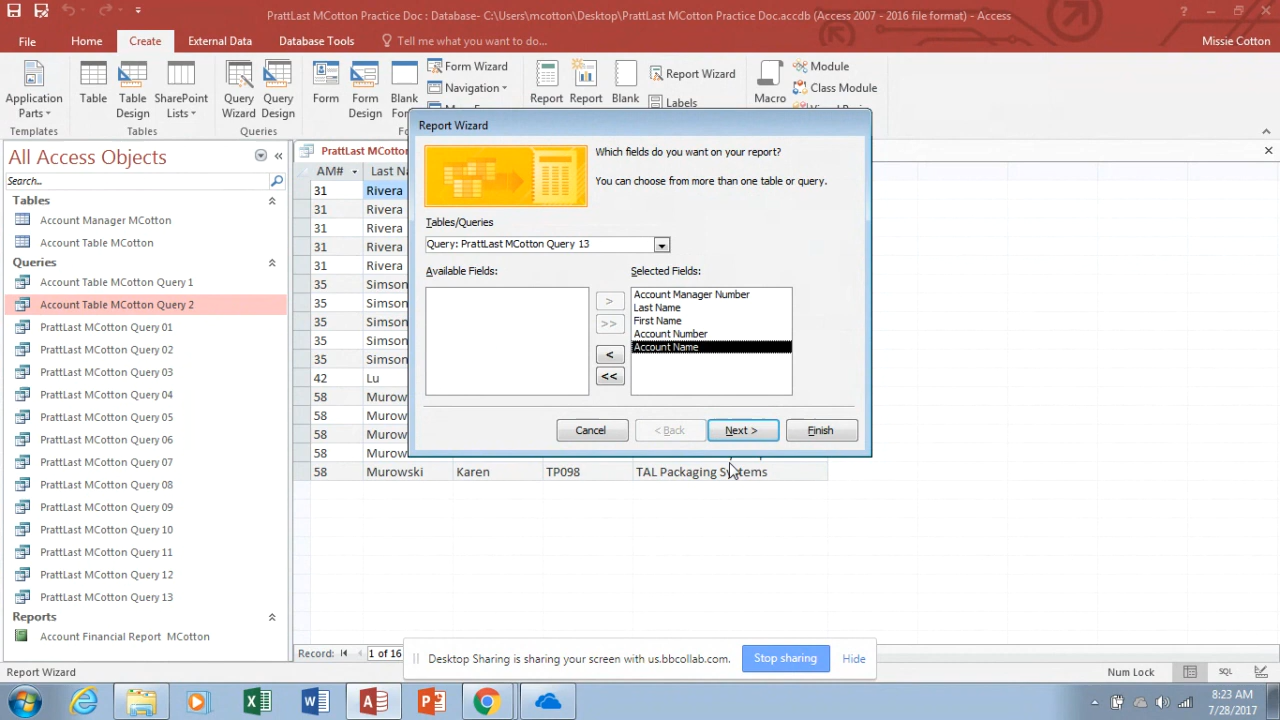 PrattLast MCotton Practice Doc : Database- C:\Users\mcotton\Desktop\PrattLast MCotton Practice Doc.accdb (Access 2007 - 2016 file format) - Access
File Home Create External Data Database Tools Tell me what you want to do... Missie Cotton
Application Parts
Table
Table Design
SharePoint Lists
Query Wizard
Query Design
Form
Form Design
Blank
Form Wizard
Navigation
Report
Report
Blank
Report Wizard
Labels
Macro
Module
Class Module
Templates
Tables
Queries
All Access Objects
Search...
Tables
Account Manager MCotton
Account Table MCotton
Queries
Account Table MCotton Query 1
Account Table MCotton Query 2
PrattLast MCotton Query 01
PrattLast MCotton Query 02
PrattLast MCotton Query 03
PrattLast MCotton Query 04
PrattLast MCotton Query 05
PrattLast MCotton Query 06
PrattLast MCotton Query 07
PrattLast MCotton Query 08
PrattLast MCotton Query 09
PrattLast MCotton Query 10
PrattLast MCotton Query 11
PrattLast MCotton Query 12
PrattLast MCotton Query 13
Reports
Account Financial Report MCotton
PrattLast MCotto
AM# Last N
31 Rivera
31 Rivera
31 Rivera
31 Rivera
31 Rivera
35 Simson
35 Simson
35 Simson
35 Simson
35 Simson
42 Lu
58 Murow
58 Murow
58 Murow
58 Murow
58 Murowski Karen TP098 TAL Packaging Systems
Report Wizard
Which fields do you want on your report?
You can choose from more than one table or query.
Tables/Queries
Query: PrattLast MCotton Query 13
Available Fields:
Selected Fields:
Account Manager Number
Last Name
First Name
Account Number
Account Name
>
>>
<
<<
Cancel < Back Next > Finish
Record: 1 of 16
Desktop Sharing is sharing your screen with us.bbcollab.com. Stop sharing Hide
Report Wizard Num Lock SQL
8:23 AM
7/28/2017